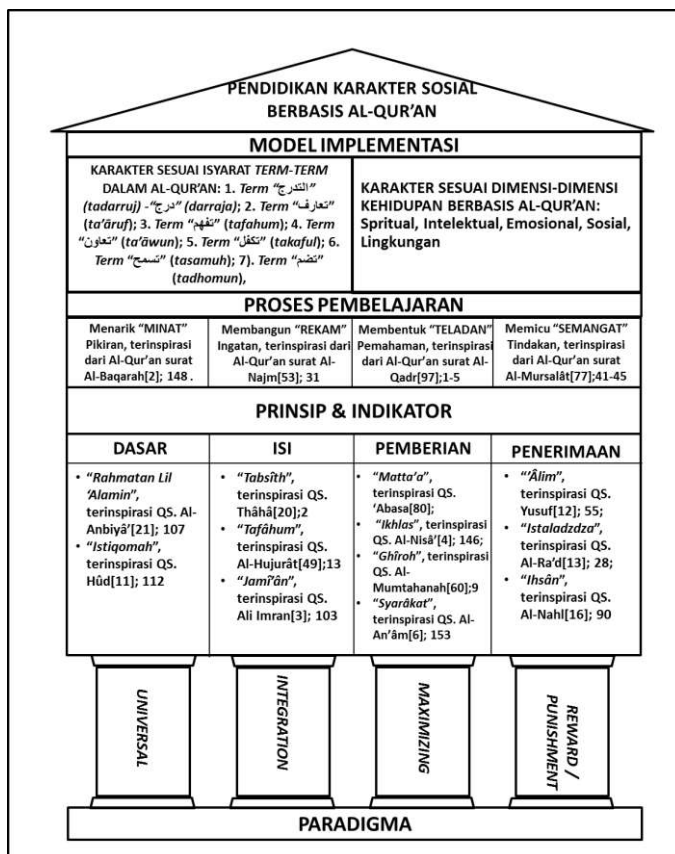 PENDIDIKAN KARAKTER SOSIAL
BERBASIS AL-QUR'AN
MODEL IMPLEMENTASI
KARAKTER SESUAI ISYARAT TERM-TERM
DALAM AL-QUR'AN: 1. Term "التدرج"
(tadarruj) -"درج" (darraja); 2. Term "تعارف"
(ta'āruf); 3. Term "تفهم" (tafahum); 4. Term
"تعاون" (ta'āwun); 5. Term "تكفل" (takaful); 6.
Term "تسمح" (tasamuh); 7). Term "تضم"
(tadhomun),
KARAKTER SESUAI DIMENSI-DIMENSI
KEHIDUPAN BERBASIS AL-QUR'AN:
Spritual, Intelektual, Emosional, Sosial,
Lingkungan
PROSES PEMBELAJARAN
Menarik "MINAT"
Pikiran, terinspirasi
dari Al-Qur'an surat
Al-Baqarah[2]; 148 .
Membangun "REKAM"
Ingatan, terinspirasi dari
Al-Qur'an surat Al-
Najm[53]; 31
Membentuk "TELADAN"
Pemahaman, terinspirasi
dari Al-Qur'an surat Al-
Qadr[97];1-5
Memicu "SEMANGAT"
Tindakan, terinspirasi
dari Al-Qur'an surat
Al-Mursalât[77];41-45
PRINSIP & INDIKATOR
DASAR
• "Rahmatan Lil
'Alamin",
terinspirasi QS. Al-
Anbiyâ'[21]; 107
• "Istiqomah",
terinspirasi QS.
Hûd[11]; 112
ISI
• "Tabsîth",
terinspirasi QS.
Thâhâ[20];2
• "Tafâhum",
terinspirasi QS.
Al-Hujurât[49];13
• "Jamî'ân",
terinspirasi QS.
Ali Imran[3]; 103
PEMBERIAN
• "Matta'a",
terinspirasi QS.
'Abasa[80];
• "Ikhlas", terinspirasi
QS. Al-Nisâ'[4]; 146;
• "Ghîroh", terinspirasi
QS. Al-
Mumtahanah[60];9
• "Syarâkat",
terinspirasi QS. Al-
An'âm[6]; 153
PENERIMAAN
• "'Âlim",
terinspirasi QS.
Yusuf[12]; 55;
• "Istaladzdza",
terinspirasi QS.
Al-Ra'd[13]; 28;
• "Ihsân",
terinspirasi QS.
Al-Nahl[16]; 90
UNIVERSAL
INTEGRATION
MAXIMIZING
REWARD /
PUNISHMENT
PARADIGMA